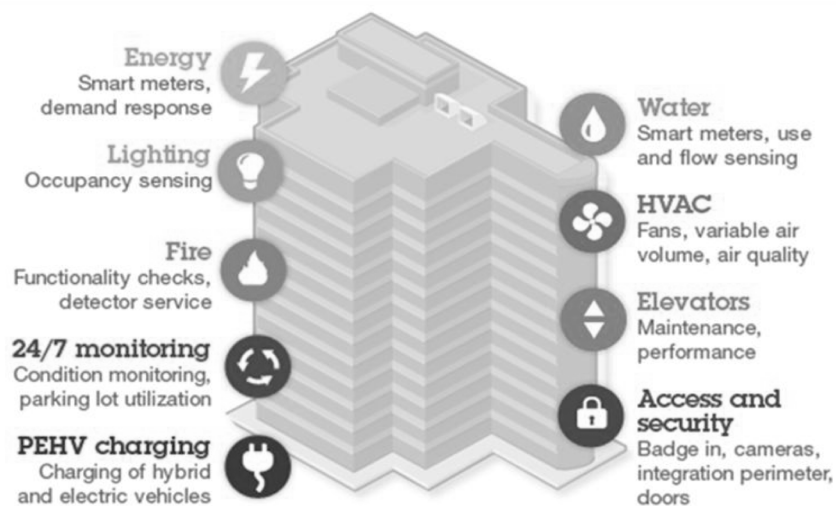 Energy
Smart meters,
demand response
Lighting
Occupancy sensing
Fire
Functionality checks,
detector service
24/7 monitoring
Condition monitoring,
parking lot utilization
PEHV charging
Charging of hybrid
and electric vehicles
Water
Smart meters, use
and flow sensing
HVAC
Fans, variable air
volume, air quality
Elevators
Maintenance,
performance
Access and
security
Badge in, cameras,
integration perimeter,
doors